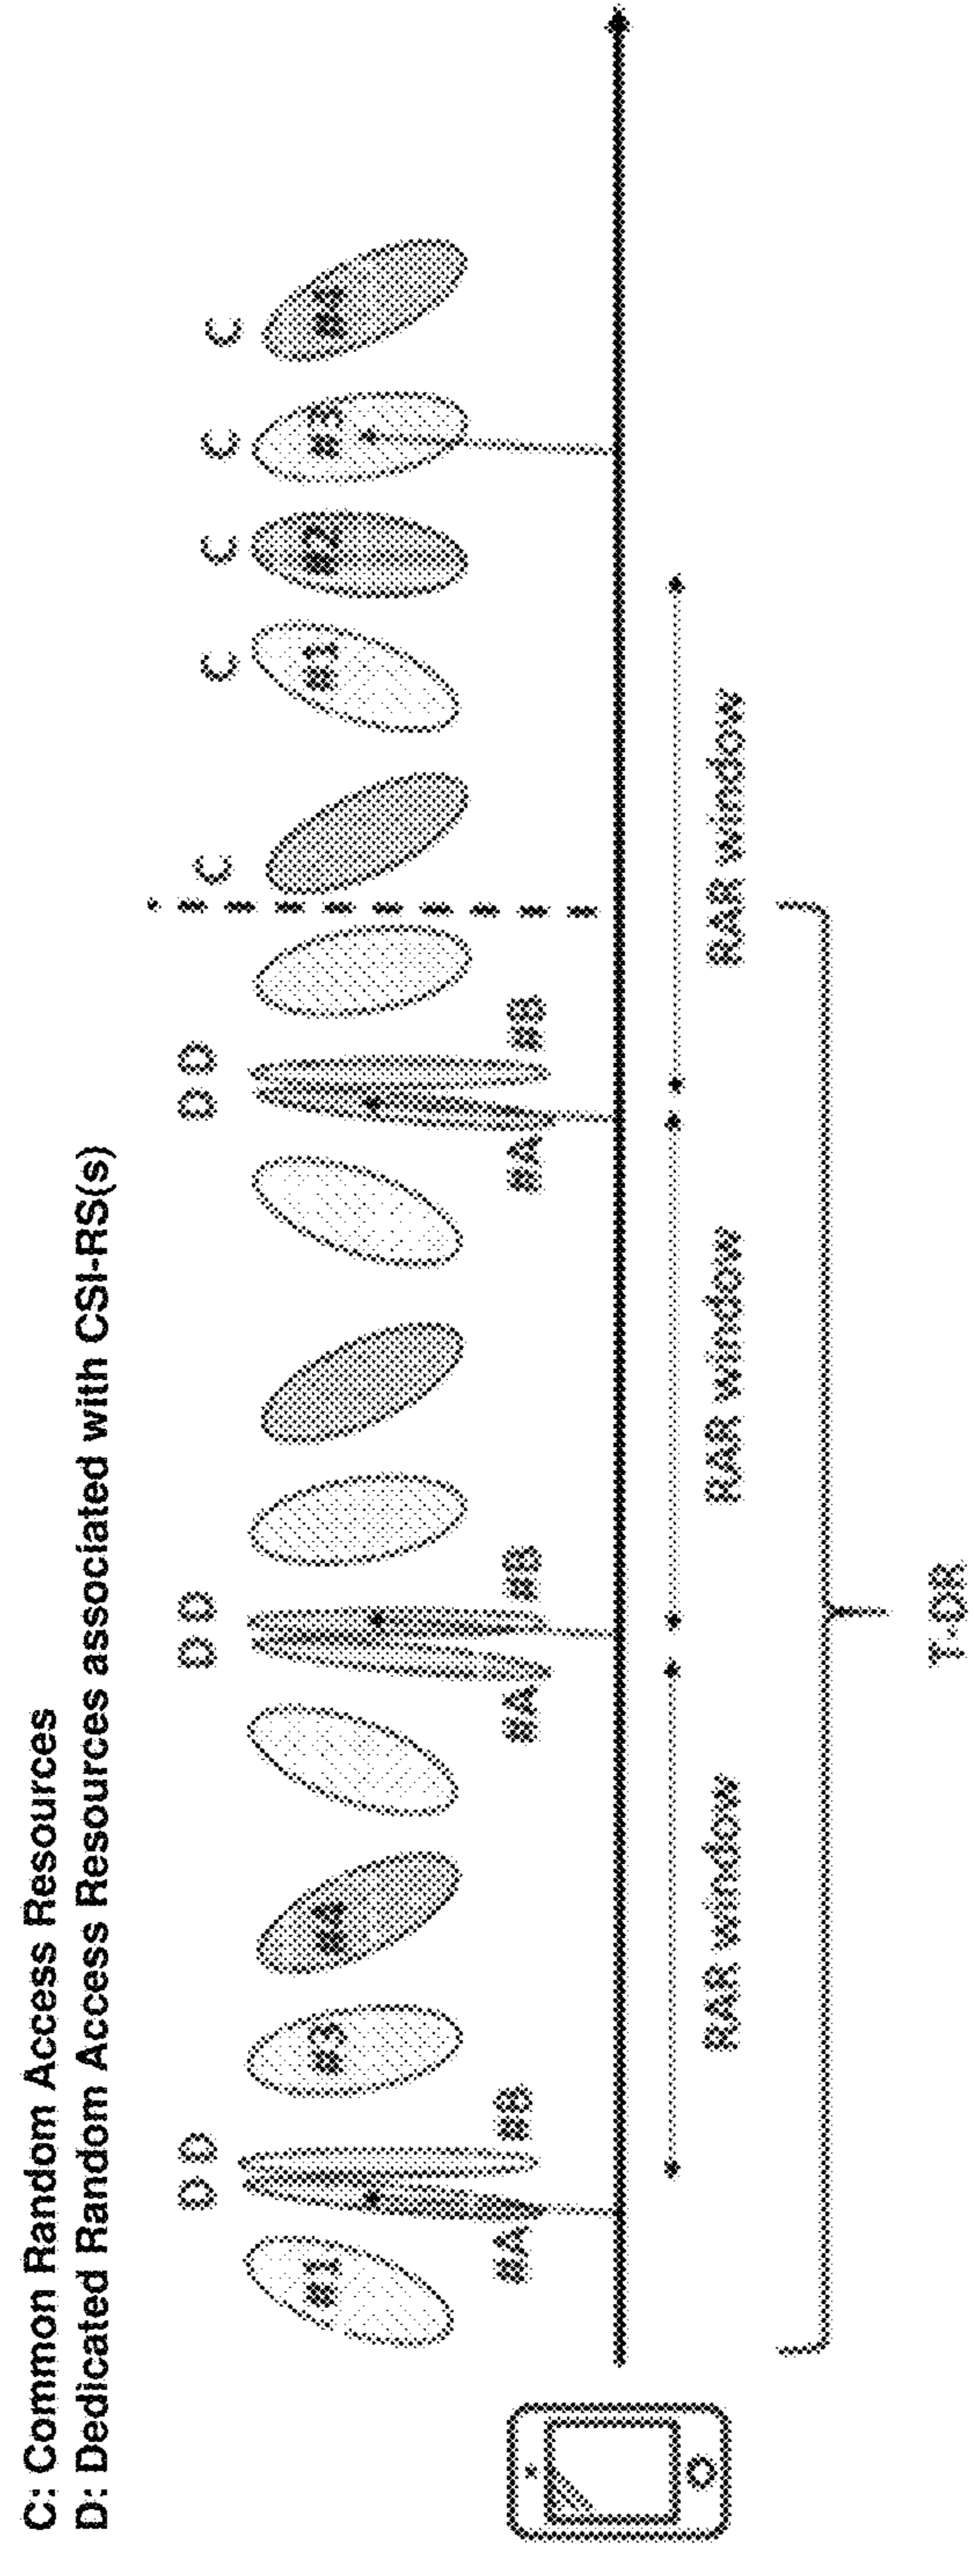 C: Common Random Access Resources
D: Dedicated Random Access Resources associated with CSI-RS(s)
D D D D D D C C C C C
#1 #3 #4 #1 #2 #3 #4
#A #B #A #B #A #B
RAR window RAR window RAR window
T-DR